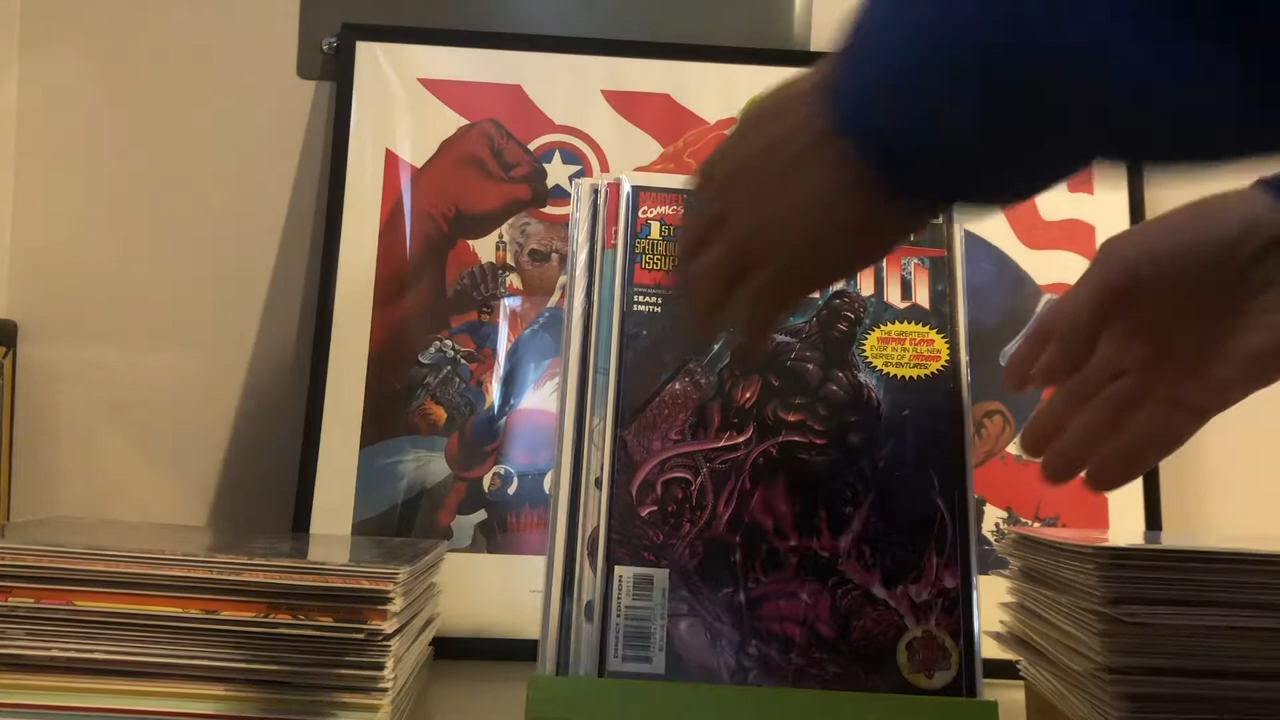 MARVEL
COMICS
1ST
SPECTACULAR
ISSUE!
SEARS
SMITH
THE GREATEST
VAMPIRE SLAYER
EVER IN AN ALL-NEW
SERIES OF UNDEAD
ADVENTURES!
DIRECT EDITION